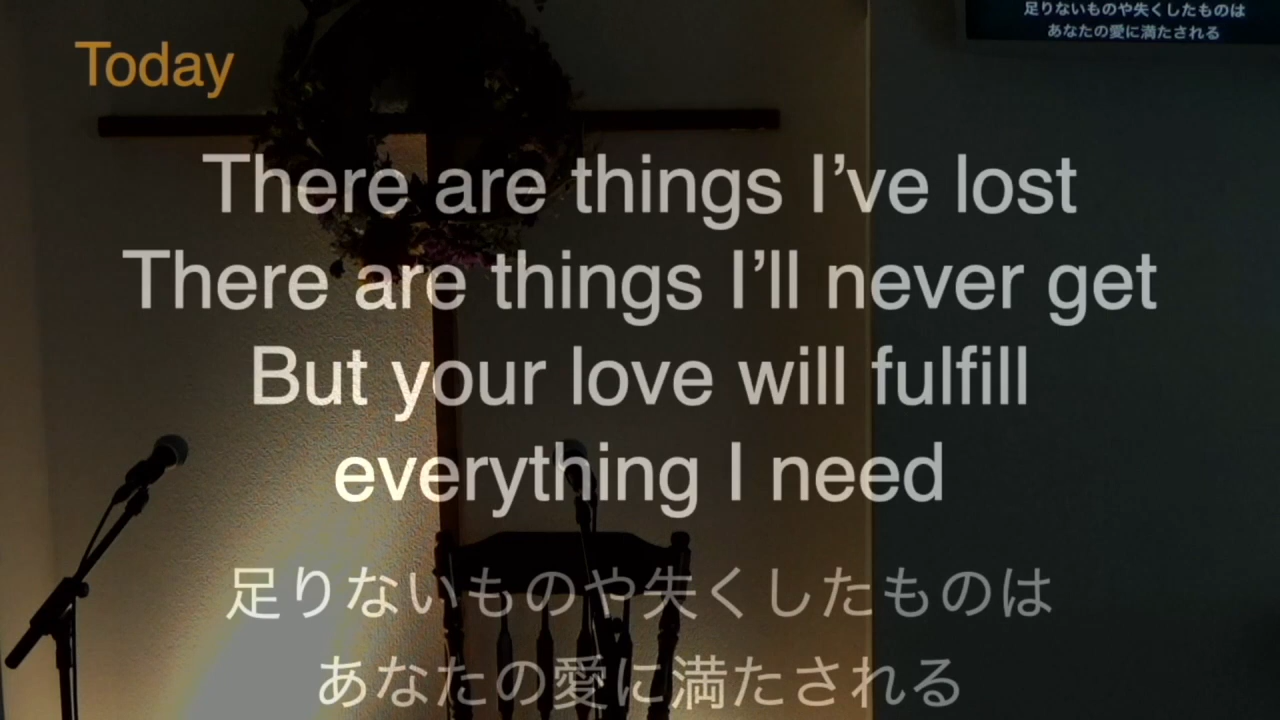 足りないものや失くしたものは
あなたの愛に満たされる
Today
There are things I’ve lost
There are things I’ll never get
But your love will fulfill
everything I need
足りないものや失くしたものは
あなたの愛に満たされる